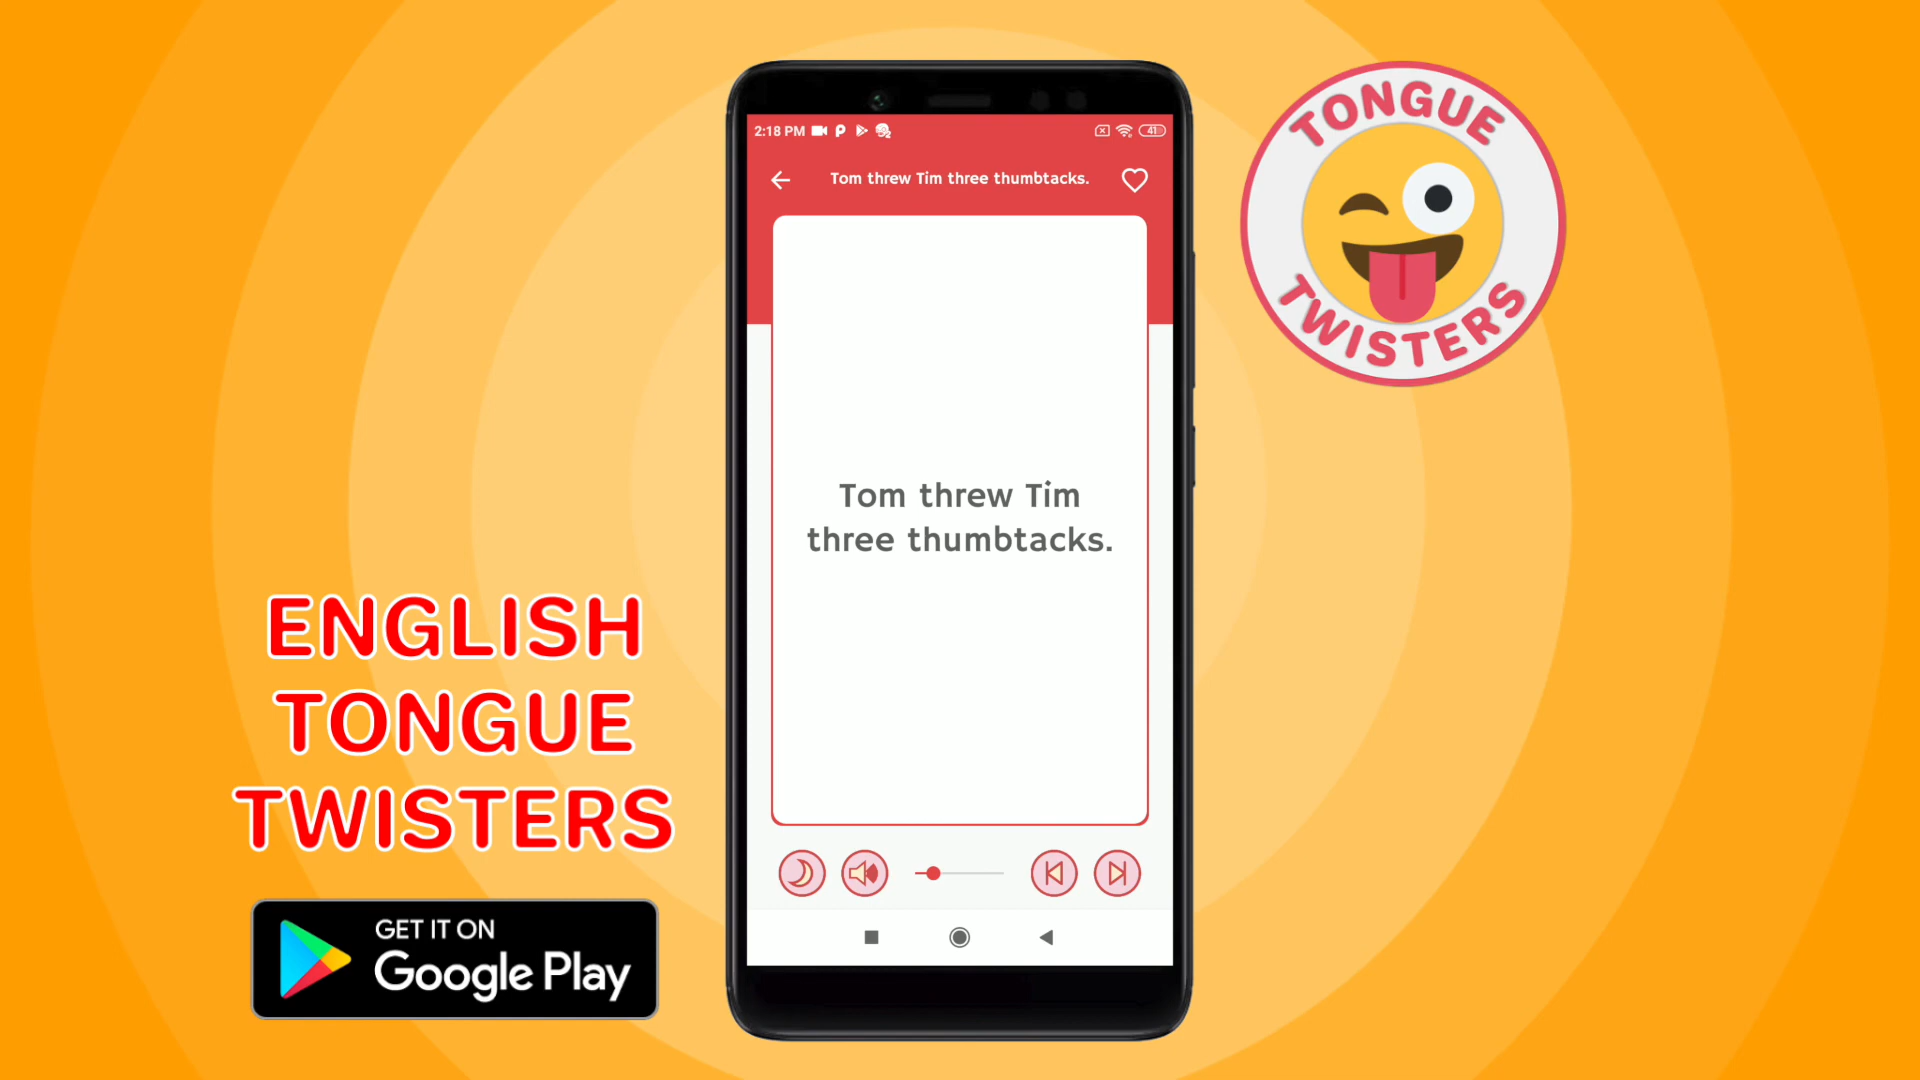 2:18 PM
41
Tom threw Tim three thumbtacks.
Tom threw Tim
three thumbtacks.
TONGUE
TWISTERS
ENGLISH
TONGUE
TWISTERS
GET IT ON
Google Play